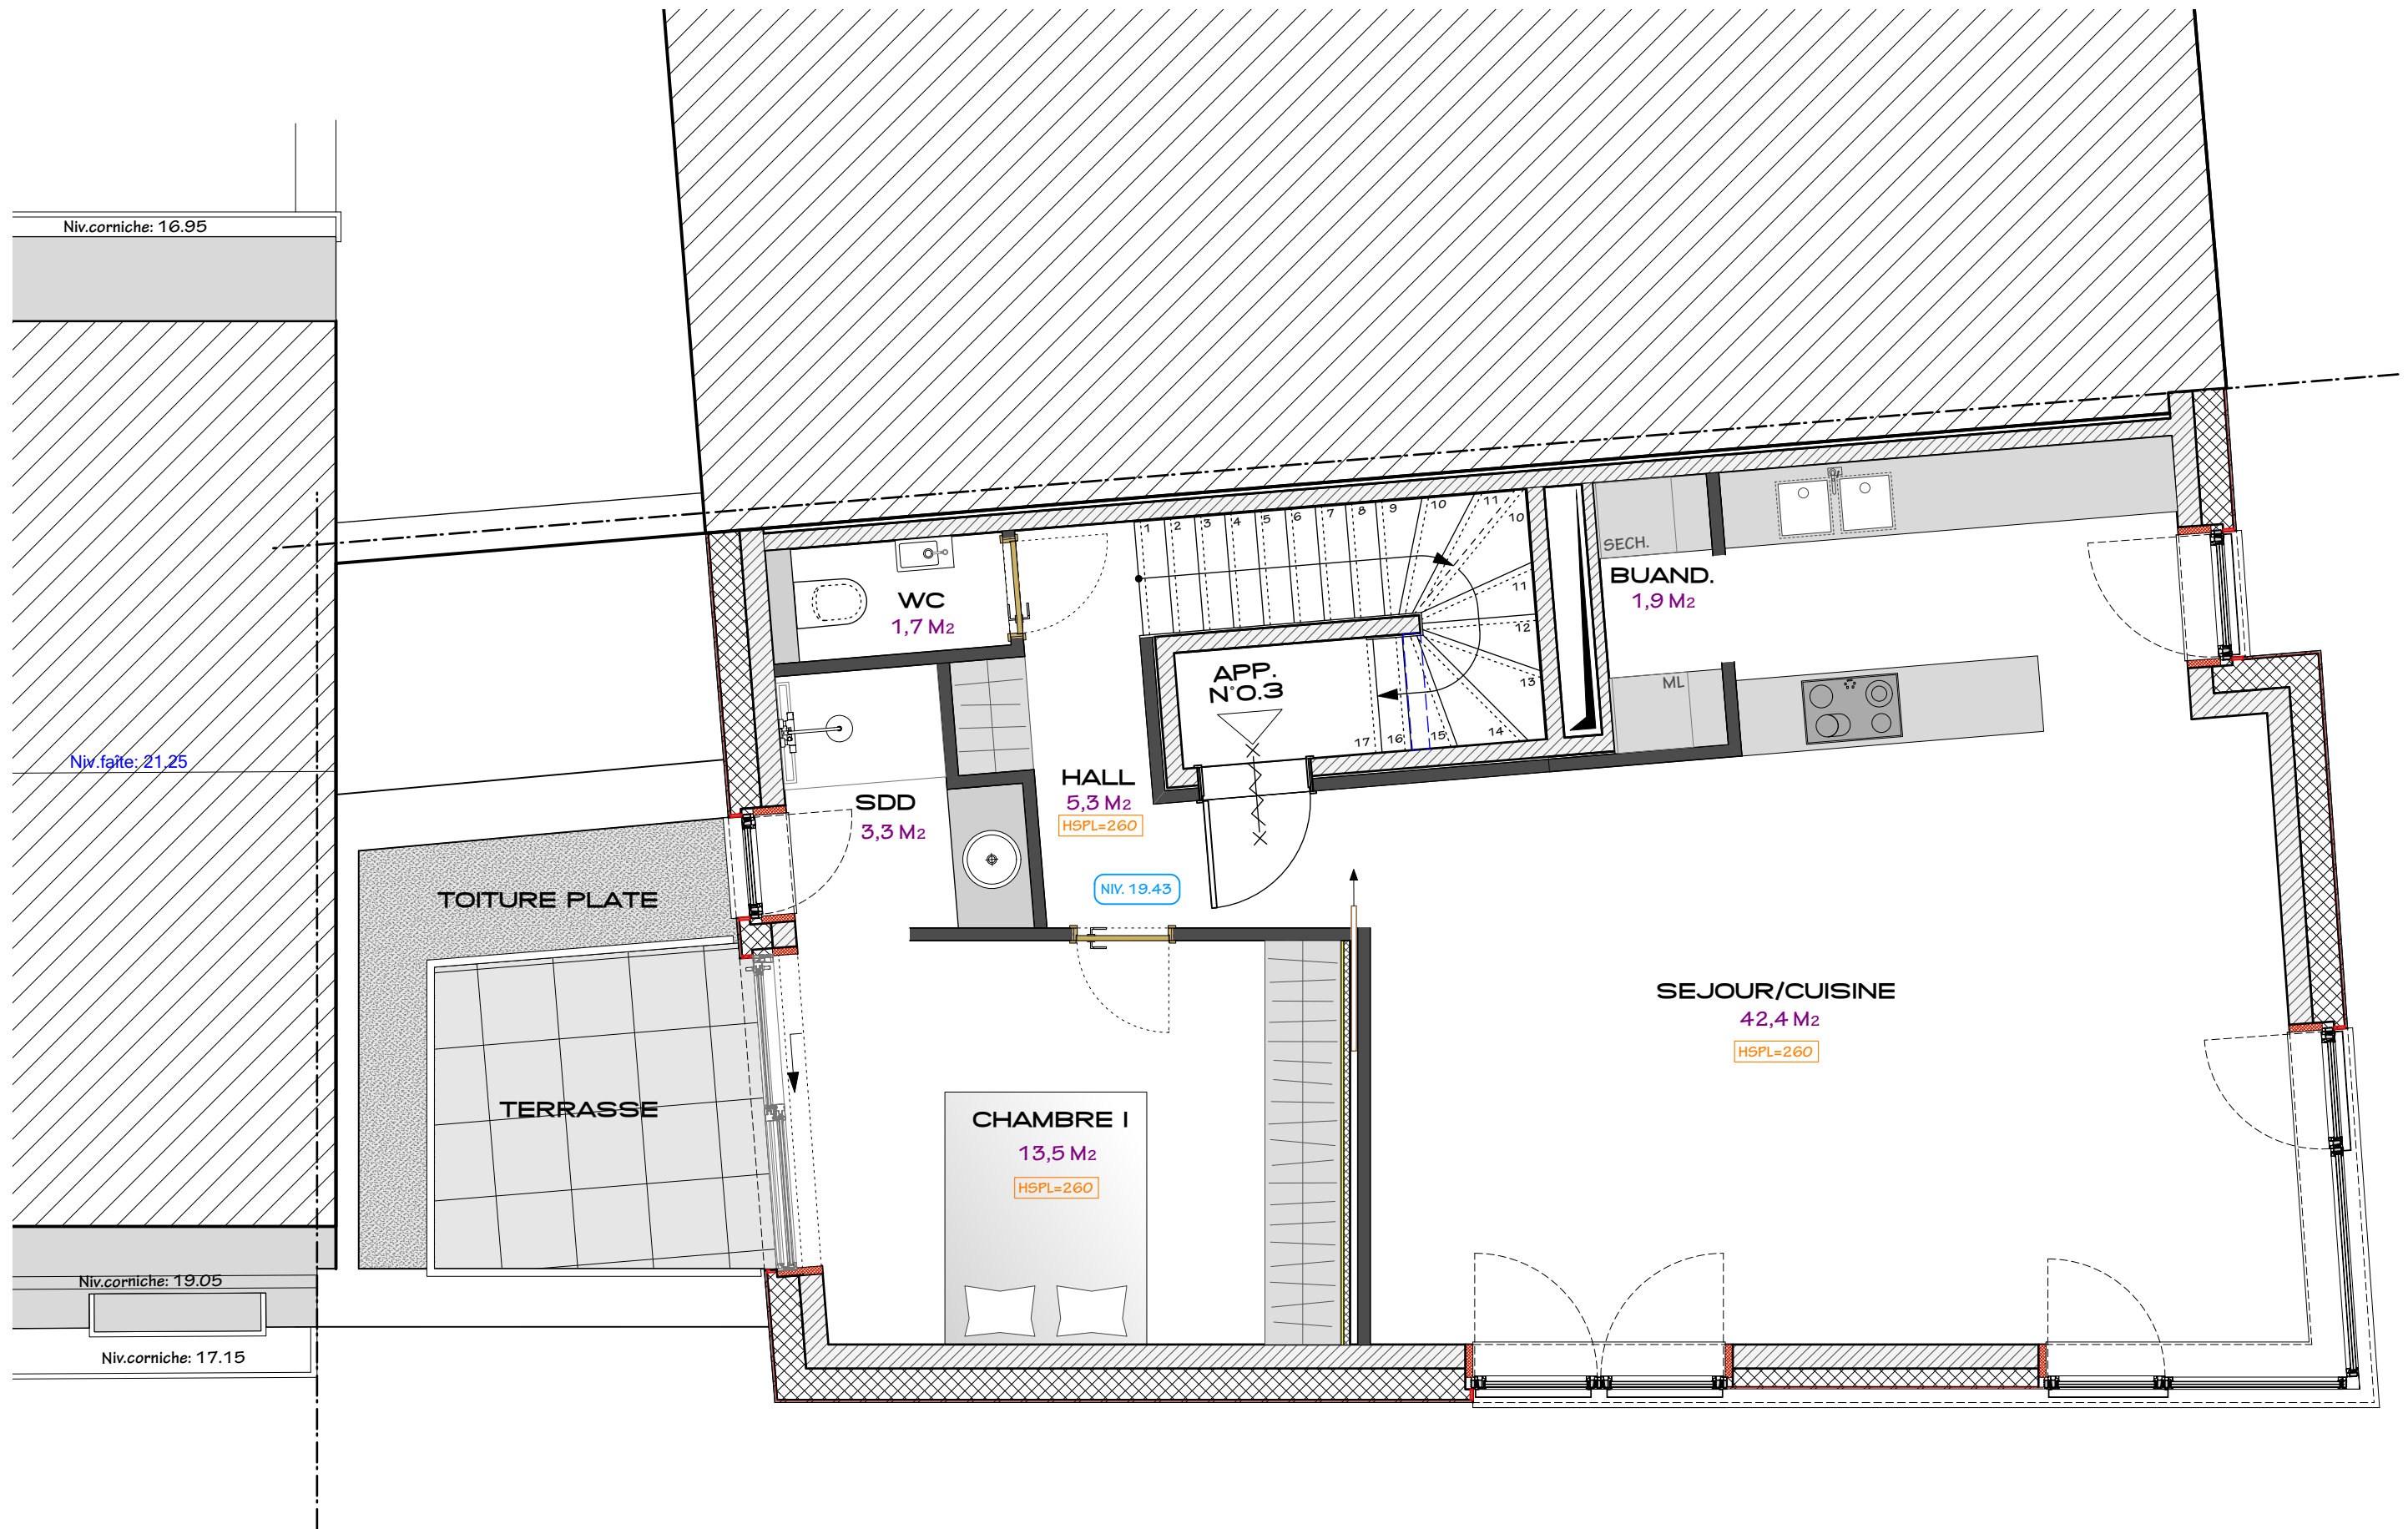 Niv.corniche: 16.95
Niv.faîte: 21.25
Niv.corniche: 19.05
Niv.corniche: 17.15
TOITURE PLATE
TERRASSE
WC
1,7 M2
SDD
3,3 M2
HALL
5,3 M2
HSPL=260
NIV. 19.43
APP.
N°0.3
1
2
3
4
5
6
7
8
9
10
11
10
11
12
13
14
15
16
17
SECH.
BUAND.
1,9 M2
ML
SEJOUR/CUISINE
42,4 M2
HSPL=260
CHAMBRE 1
13,5 M2
HSPL=260